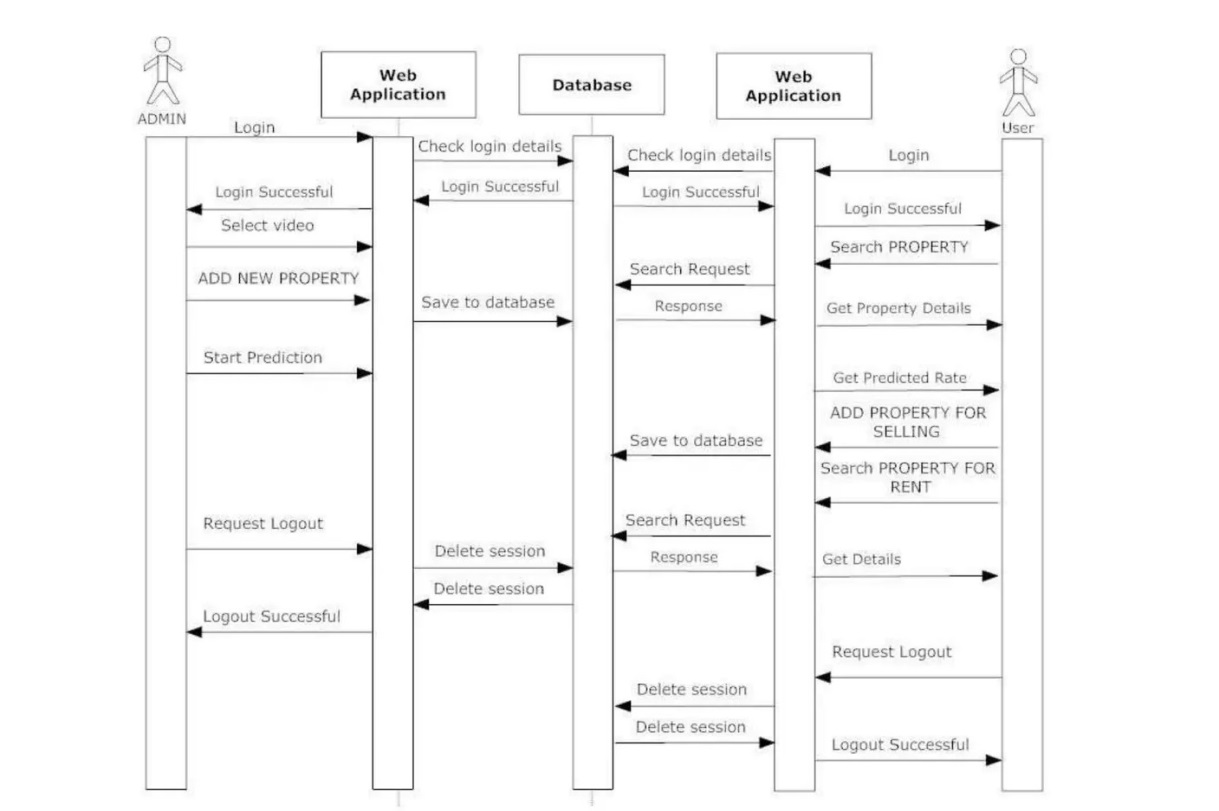 Web
Application
Database
Web
Application
ADMIN
User
Login
Check login details
Check login details
Login
Login Successful
Login Successful
Login Successful
Login Successful
Select video
Search PROPERTY
ADD NEW PROPERTY
Search Request
Save to database
Response
Get Property Details
Start Prediction
Get Predicted Rate
ADD PROPERTY FOR
SELLING
Save to database
Search PROPERTY FOR
RENT
Request Logout
Search Request
Delete session
Response
Get Details
Delete session
Logout Successful
Request Logout
Delete session
Delete session
Logout Successful